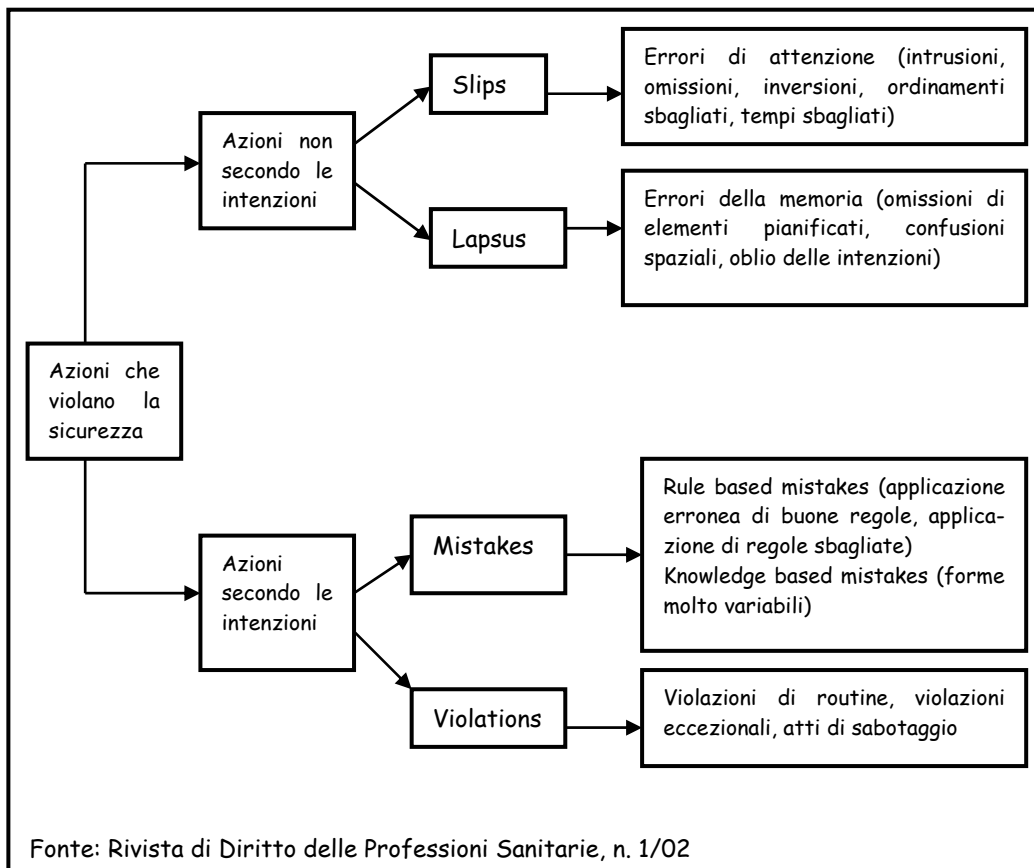 Azioni che
violano la
sicurezza
Azioni non
secondo le
intenzioni
Slips
Errori di attenzione (intrusioni,
omissioni, inversioni, ordinamenti
sbagliati, tempi sbagliati)
Lapsus
Errori della memoria (omissioni di
elementi pianificati, confusioni
spaziali, oblio delle intenzioni)
Azioni
secondo le
intenzioni
Mistakes
Rule based mistakes (applicazione
erronea di buone regole, applica-
zione di regole sbagliate)
Knowledge based mistakes (forme
molto variabili)
Violations
Violazioni di routine, violazioni
eccezionali, atti di sabotaggio
Fonte: Rivista di Diritto delle Professioni Sanitarie, n. 1/02